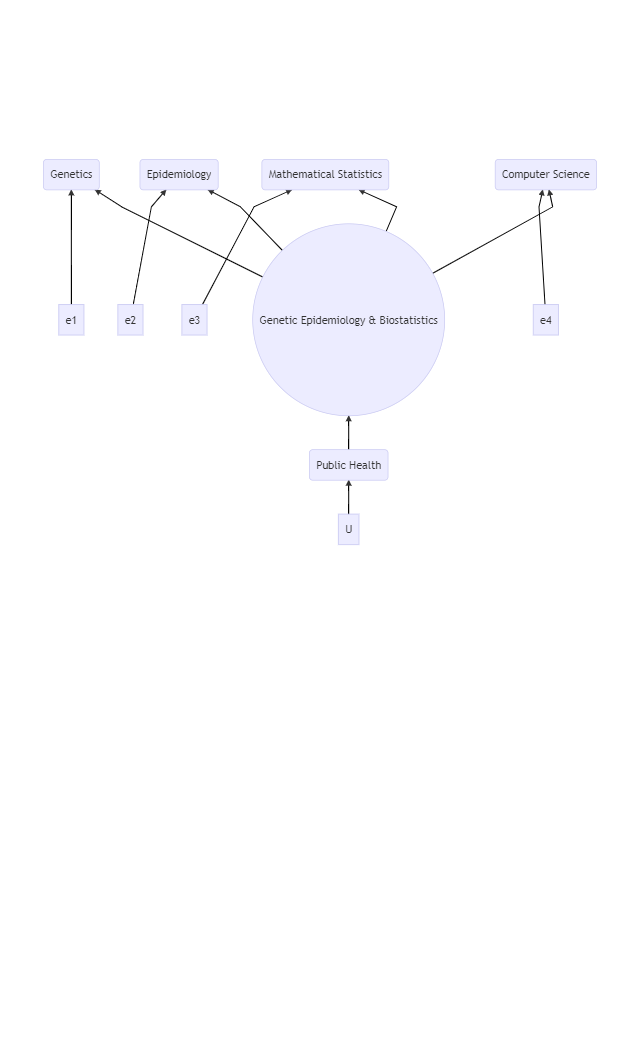 Genetics
Epidemiology
Mathematical Statistics
Computer Science
e1
e2
e3
Genetic Epidemiology & Biostatistics
e4
Public Health
U